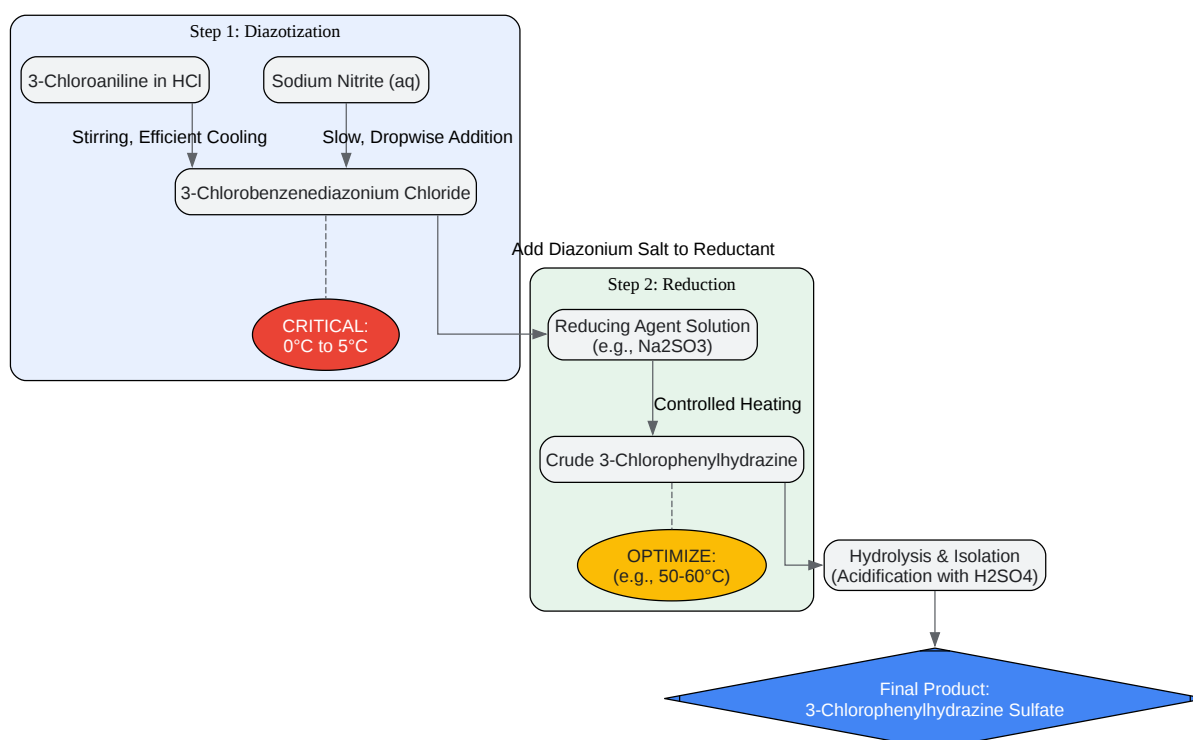 Step 1: Diazotization
3-Chloroaniline in HCl
Sodium Nitrite (aq)
Stirring, Efficient Cooling
Slow, Dropwise Addition
3-Chlorobenzenediazonium Chloride
CRITICAL:
0°C to 5°C
Add Diazonium Salt to Reductant
Step 2: Reduction
Reducing Agent Solution
(e.g., Na2SO3)
Controlled Heating
Crude 3-Chlorophenylhydrazine
OPTIMIZE:
(e.g., 50-60°C)
Hydrolysis & Isolation
(Acidification with H2SO4)
Final Product:
3-Chlorophenylhydrazine Sulfate